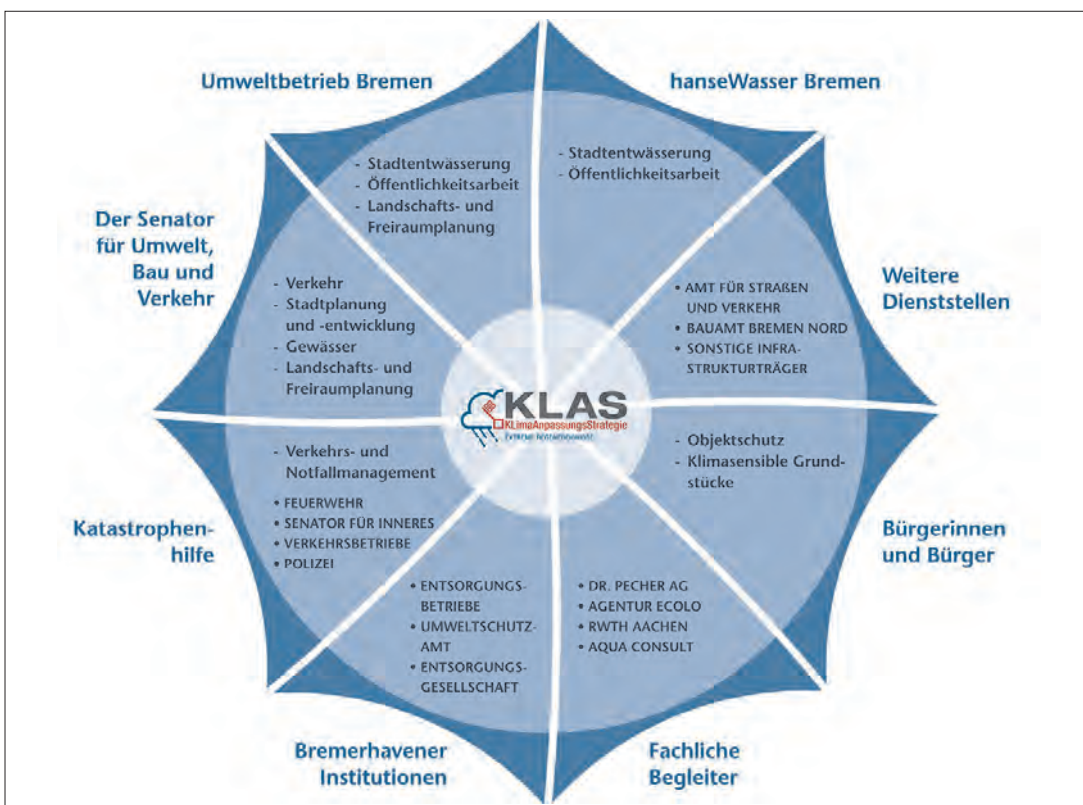 Umweltbetrieb Bremen
- Stadtentwässerung
- Öffentlichkeitsarbeit
- Landschafts- und
Freiraumplanung
hanseWasser Bremen
- Stadtentwässerung
- Öffentlichkeitsarbeit
Weitere
Dienststellen
• AMT FÜR STRAßEN
UND VERKEHR
• BAUAMT BREMEN NORD
• SONSTIGE INFRA-
STRUKTURTRÄGER
Bürgerinnen
und Bürger
- Objektschutz
- Klimasensible Grund-
stücke
Fachliche
Begleiter
• DR. PECHER AG
• AGENTUR ECOLO
• RWTH AACHEN
• AQUA CONSULT
Bremerhavener
Institutionen
• ENTSORGUNGS-
BETRIEBE
• UMWELTSCHUTZ-
AMT
• ENTSORGUNGS-
GESELLSCHAFT
Katastrophen-
hilfe
- Verkehrs- und
Notfallmanagement
• FEUERWEHR
• SENATOR FÜR INNERES
• VERKEHRSBETRIEBE
• POLIZEI
Der Senator
für Umwelt,
Bau und
Verkehr
- Verkehr
- Stadtplanung
und -entwicklung
- Gewässer
- Landschafts- und
Freiraumplanung
KLAS
KLimaAnpassungsStrategie